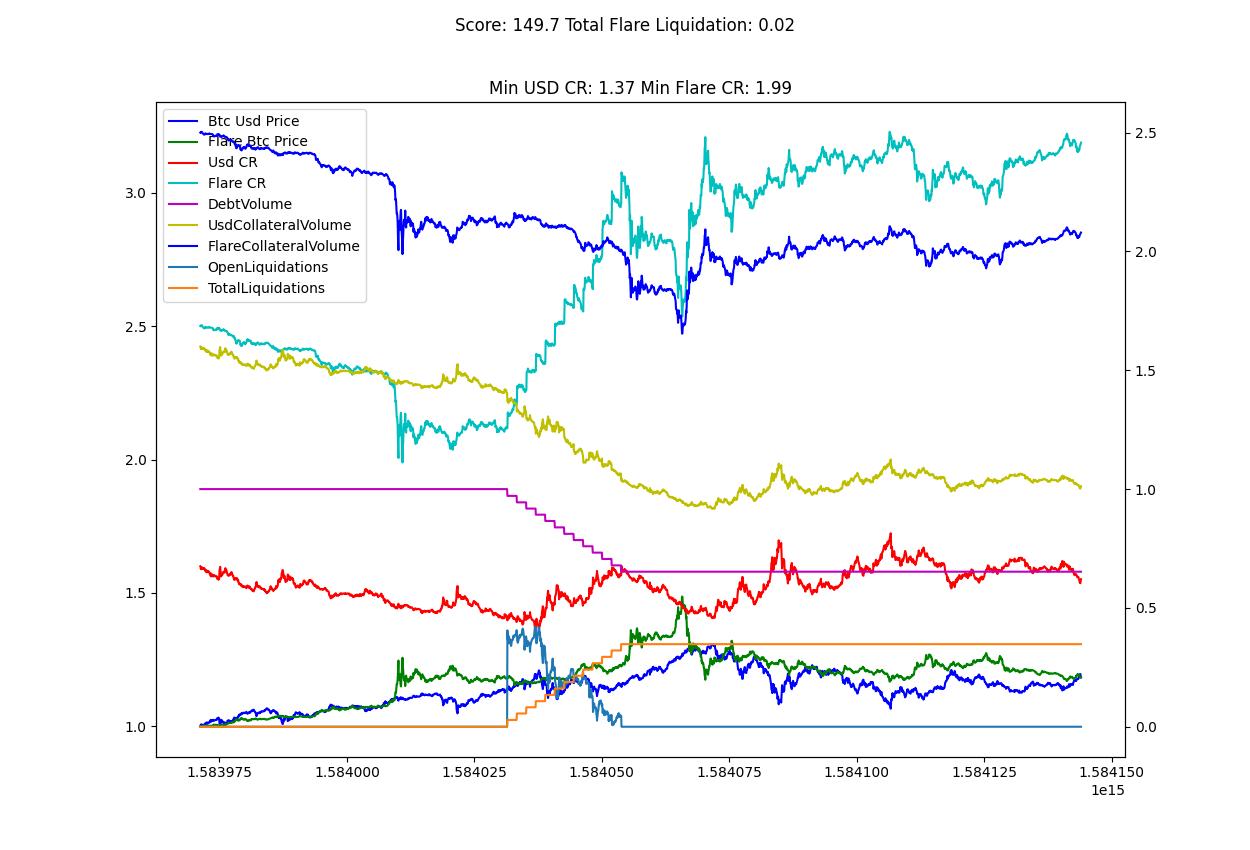 Score: 149.7 Total Flare Liquidation: 0.02
Min USD CR: 1.37 Min Flare CR: 1.99
Btc Usd Price
Flare Btc Price
Usd CR
Flare CR
DebtVolume
UsdCollateralVolume
FlareCollateralVolume
OpenLiquidations
TotalLiquidations
3.0
2.5
2.0
1.5
1.0
2.5
2.0
1.5
1.0
0.5
0.0
1.583975 1.584000 1.584025 1.584050 1.584075 1.584100 1.584125 1.584150
1e15